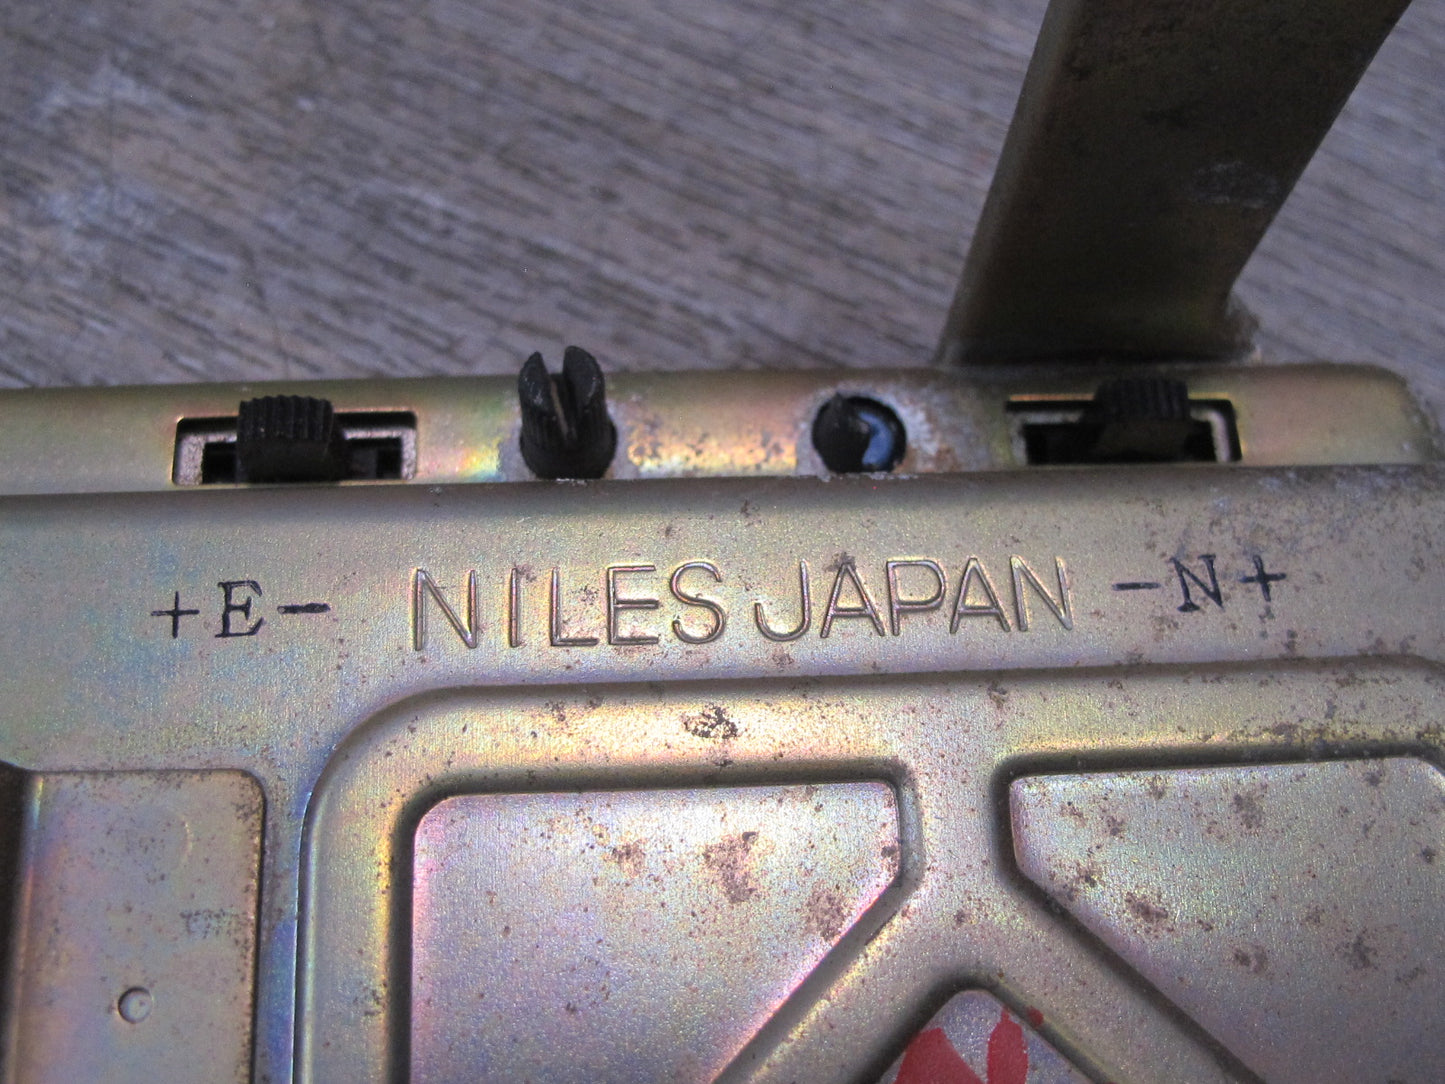 +E- NILES JAPAN -N+